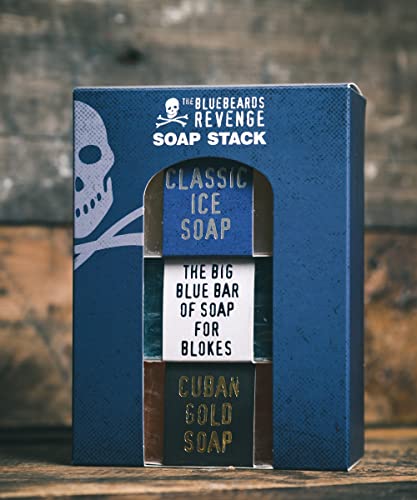 THE BLUEBEARDS
REVENGE
SOAP STACK
CLASSIC
ICE
SOAP
THE BIG
BLUE BAR
OF SOAP
FOR
BLOKES
CUBAN
GOLD
SOAP